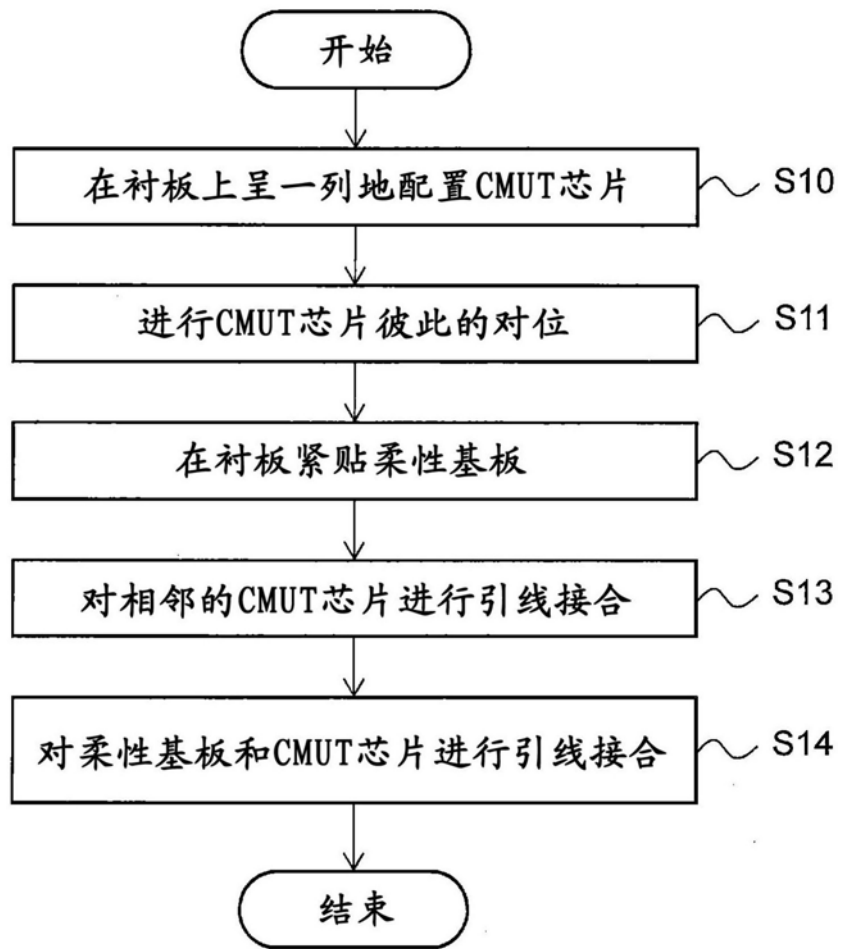 开始
在衬板上呈一列地配置CMUT芯片
S10
进行CMUT芯片彼此的对位
S11
在衬板紧贴柔性基板
S12
对相邻的CMUT芯片进行引线接合
S13
对柔性基板和CMUT芯片进行引线接合
S14
结束